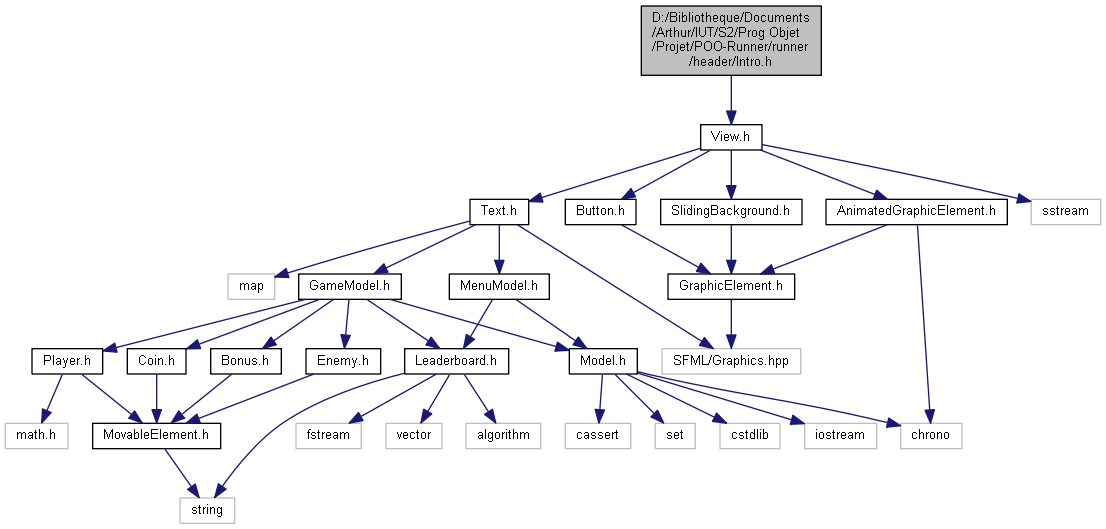 D:/Bibliotheque/Documents
/Arthur/IUT/S2/Prog Objet
/Projet/POO-Runner/runner
/header/Intro.h
View.h
Text.h
Button.h
SlidingBackground.h
AnimatedGraphicElement.h
sstream
map
GameModel.h
MenuModel.h
GraphicElement.h
Player.h
Coin.h
Bonus.h
Enemy.h
Leaderboard.h
Model.h
SFML/Graphics.hpp
math.h
MovableElement.h
fstream
vector
algorithm
cassert
set
cstdlib
iostream
chrono
string